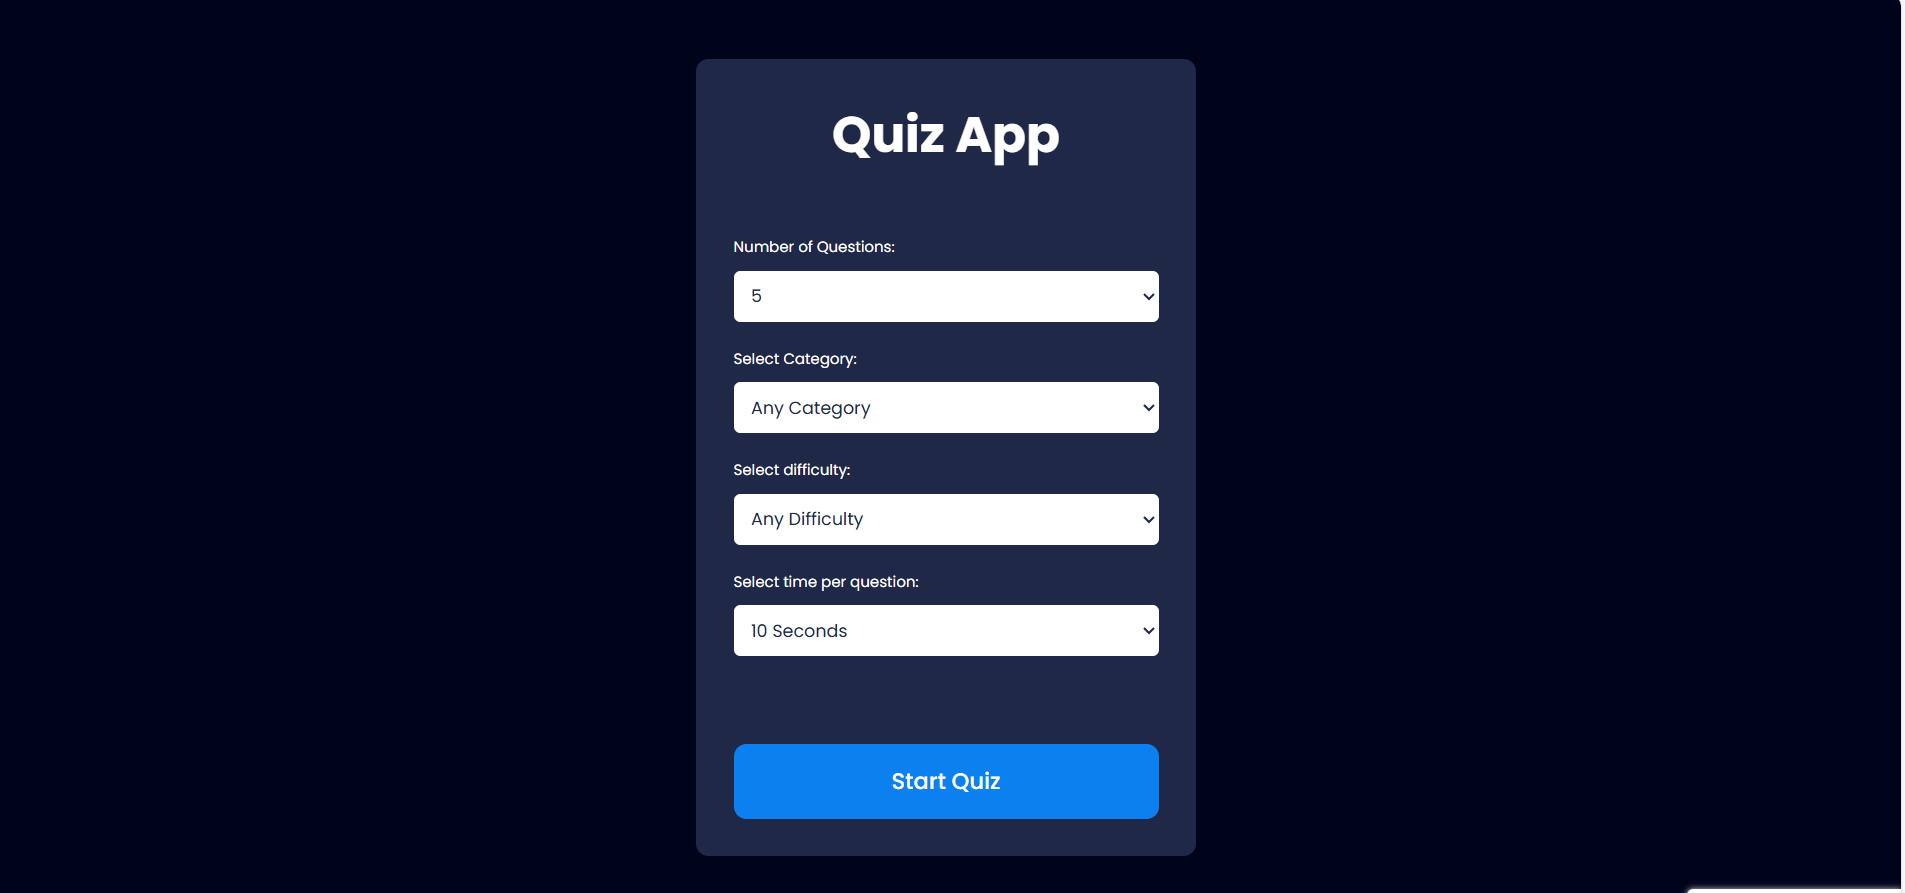 Quiz App
Number of Questions:
5
Select Category:
Any Category
Select difficulty:
Any Difficulty
Select time per question:
10 Seconds
Start Quiz